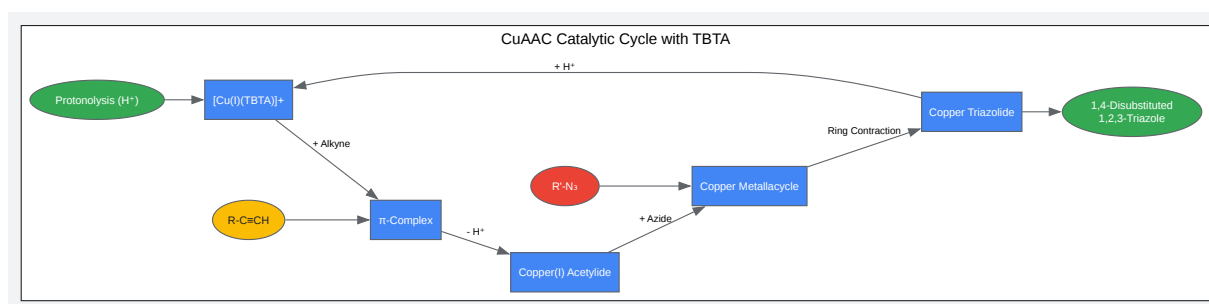 CuAAC Catalytic Cycle with TBTA
+ H⁺
Protonolysis (H⁺)
[Cu(I)(TBTA)]+
Copper Triazolide
1,4-Disubstituted
1,2,3-Triazole
+ Alkyne
Ring Contraction
R'-N₃
Copper Metallacycle
R-C≡CH
π-Complex
+ Azide
- H⁺
Copper(I) Acetylide